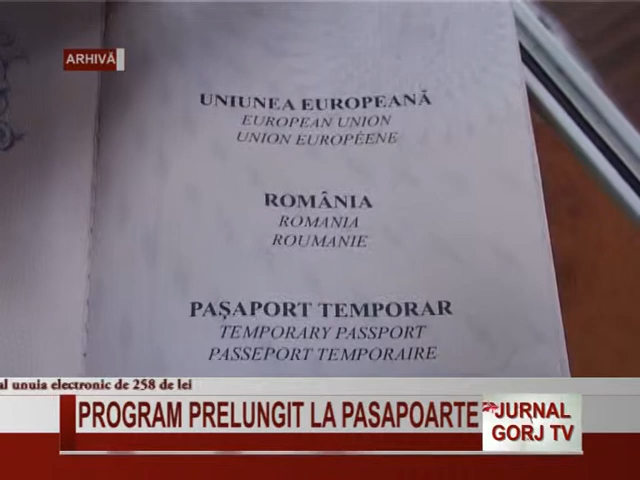 ARHIVĂ
UNIUNEA EUROPEANĂ
EUROPEAN UNION
UNION EUROPÉENE
ROMÂNIA
ROMANIA
ROUMANIE
PAȘAPORT TEMPORAR
TEMPORARY PASSPORT
PASSEPORT TEMPORAIRE
al unuia electronic de 258 de lei
PROGRAM PRELUNGIT LA PASAPOARTE
JURNAL
GORJ TV